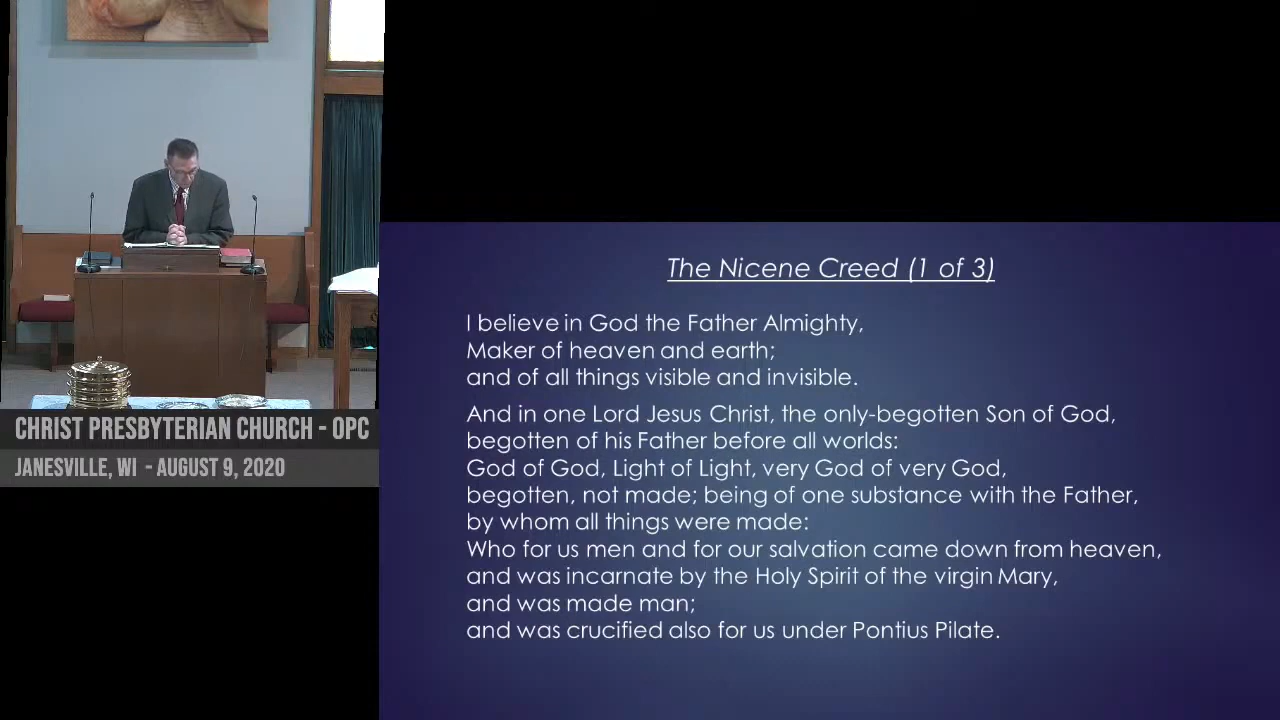 CHRIST PRESBYTERIAN CHURCH - OPC
JANESVILLE, WI - AUGUST 9, 2020
The Nicene Creed (1 of 3)
I believe in God the Father Almighty,
Maker of heaven and earth;
and of all things visible and invisible.
And in one Lord Jesus Christ, the only-begotten Son of God,
begotten of his Father before all worlds:
God of God, Light of Light, very God of very God,
begotten, not made; being of one substance with the Father,
by whom all things were made:
Who for us men and for our salvation came down from heaven,
and was incarnate by the Holy Spirit of the virgin Mary,
and was made man;
and was crucified also for us under Pontius Pilate.